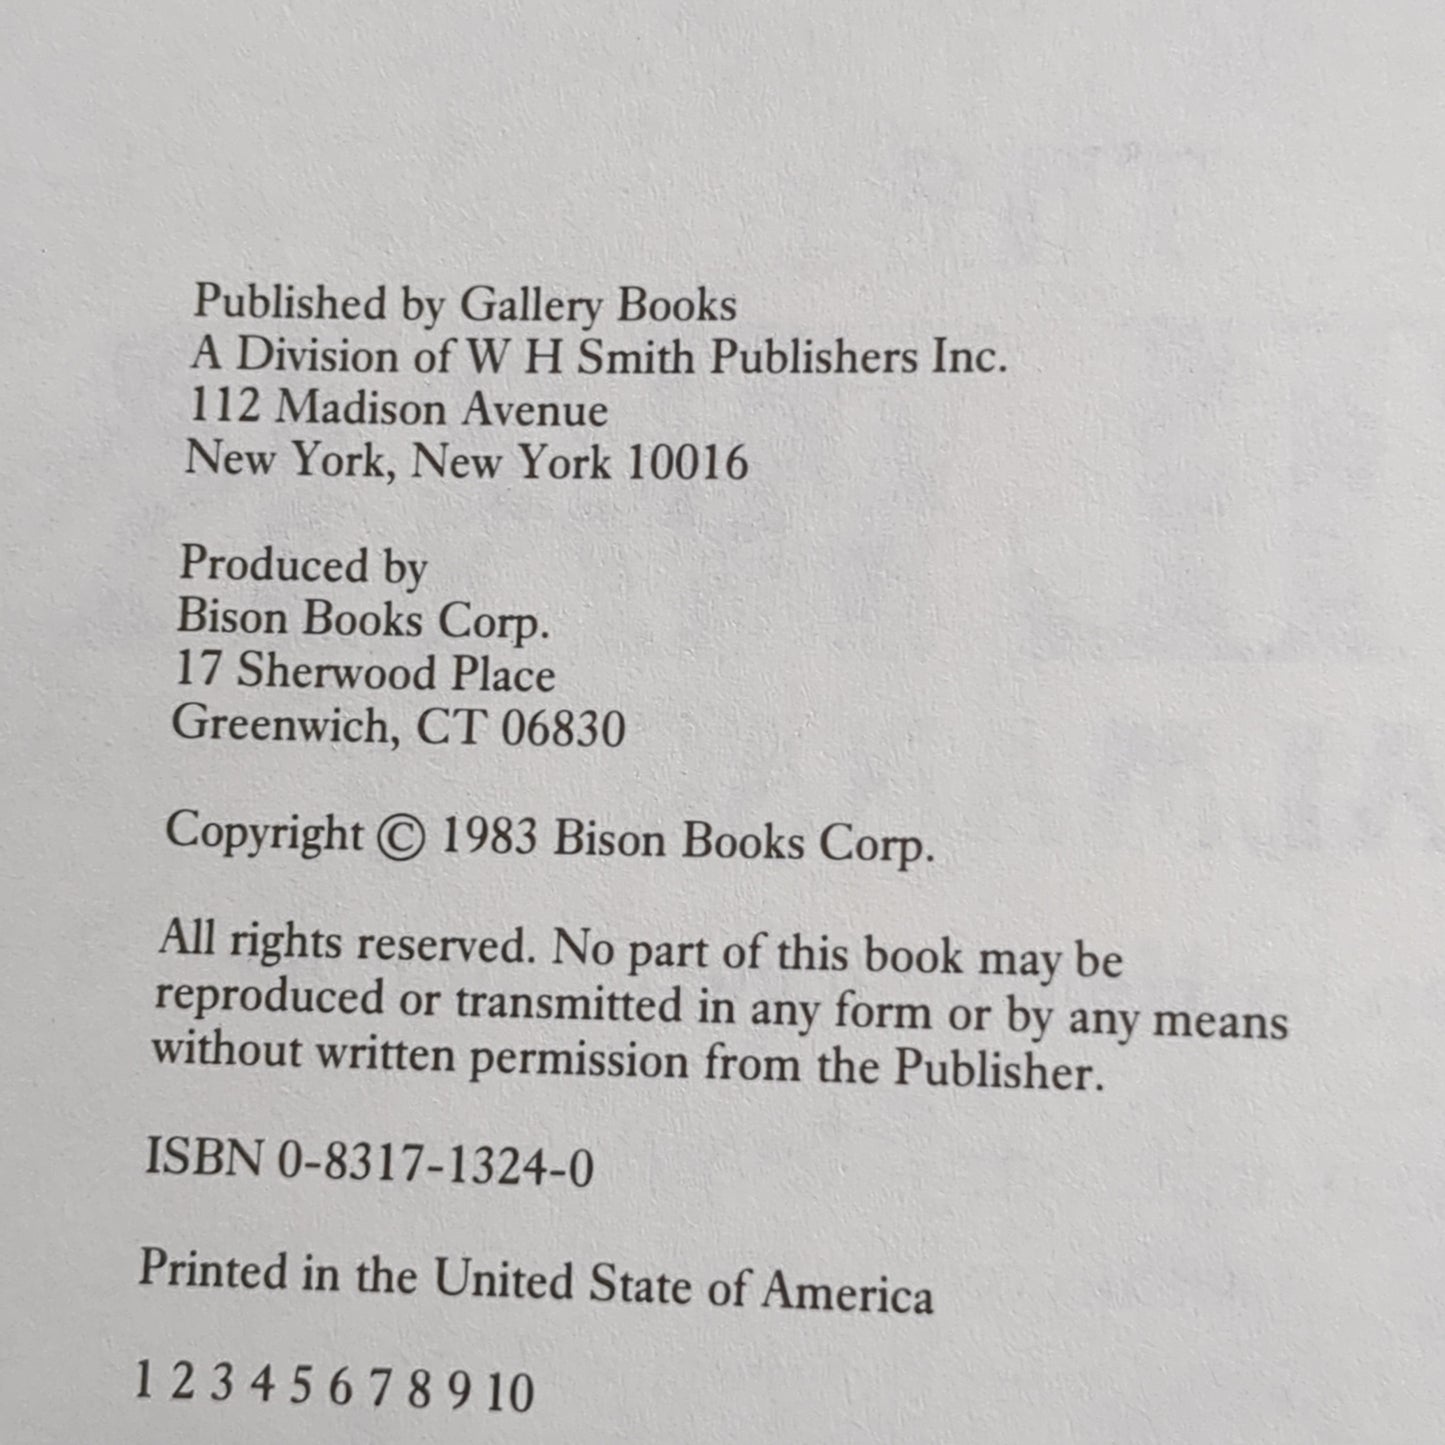 Published by Gallery Books
A Division of W H Smith Publishers Inc.
112 Madison Avenue
New York, New York 10016
Produced by
Bison Books Corp.
17 Sherwood Place
Greenwich, CT 06830
Copyright © 1983 Bison Books Corp.
All rights reserved. No part of this book may be
reproduced or transmitted in any form or by any means
without written permission from the Publisher.
ISBN 0-8317-1324-0
Printed in the United State of America
1 2 3 4 5 6 7 8 9 10